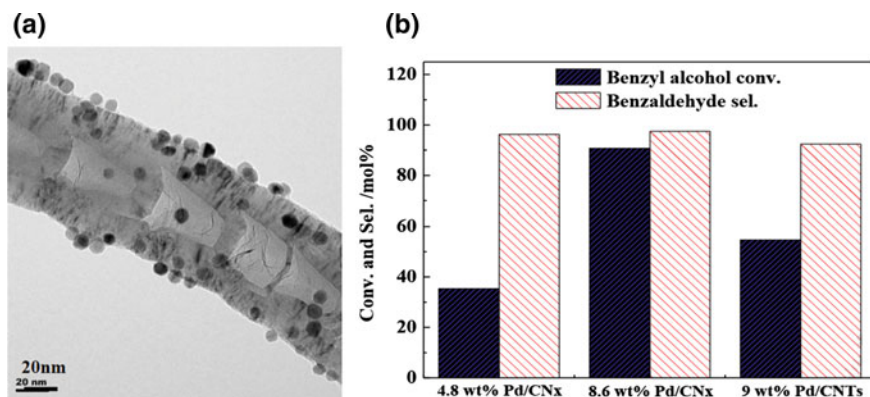 (a)
20nm
20 nm
(b)
Conv. and Sel. /mol%
120
100
80
60
40
20
0
Benzyl alcohol conv.
Benzaldehyde sel.
4.8 wt% Pd/CNx 8.6 wt% Pd/CNx 9 wt% Pd/CNTs